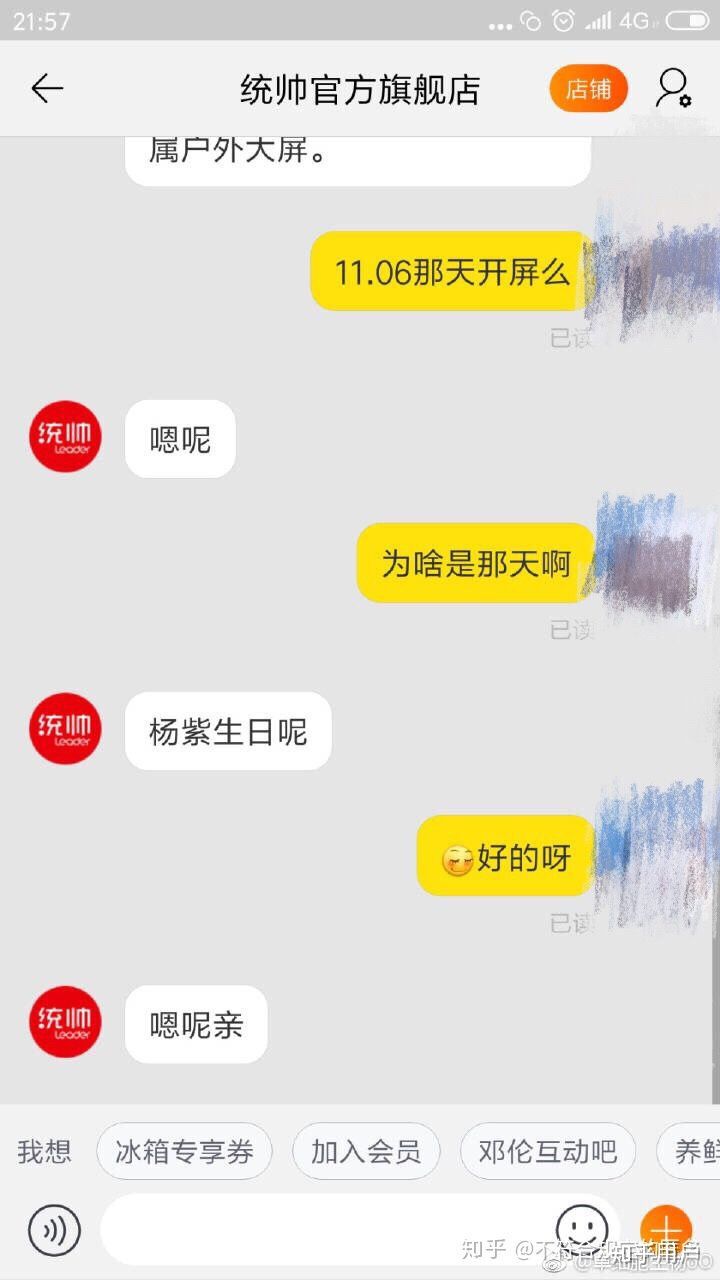 21:57
4G
统帅官方旗舰店
店铺
属户外大屏。
11.06那天开屏么
已读
统帅
Leader
嗯呢
为啥是那天啊
已读
统帅
Leader
杨紫生日呢
好的呀
已读
统帅
Leader
嗯呢亲
我想
冰箱专享券
加入会员
邓伦互动吧
养鲜
知乎
知乎用户